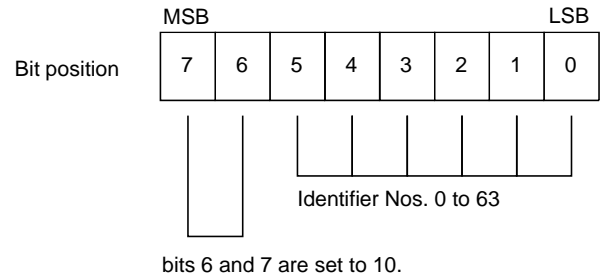 MSB LSB
Bit position 7 6 5 4 3 2 1 0
Identifier Nos. 0 to 63
bits 6 and 7 are set to 10.